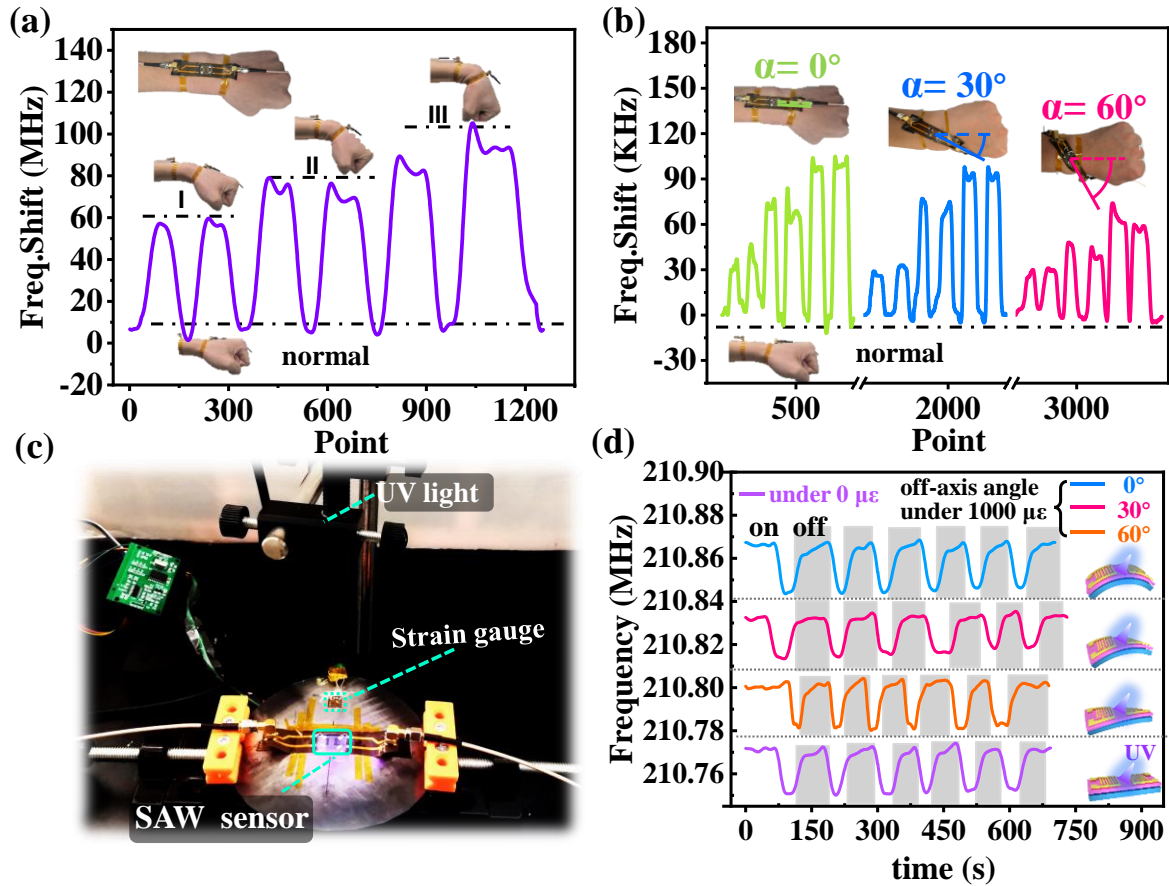 (a)
Freq.Shift (MHz)
140
120
100
80
60
40
20
0
-20
I
II
III
normal
0 300 600 900 1200
Point
(b)
Freq.Shift (KHz)
180
150
120
90
60
30
0
-30
α= 0°
α= 30°
α= 60°
normal
500 2000 3000
Point
(c)
UV light
Strain gauge
SAW sensor
(d)
Frequency (MHz)
210.90
210.88
210.86
210.84
210.82
210.80
210.78
210.76
under 0 με
off-axis angle
under 1000 με
0°
30°
60°
on off
UV
0 150 300 450 600 750 900
time (s)